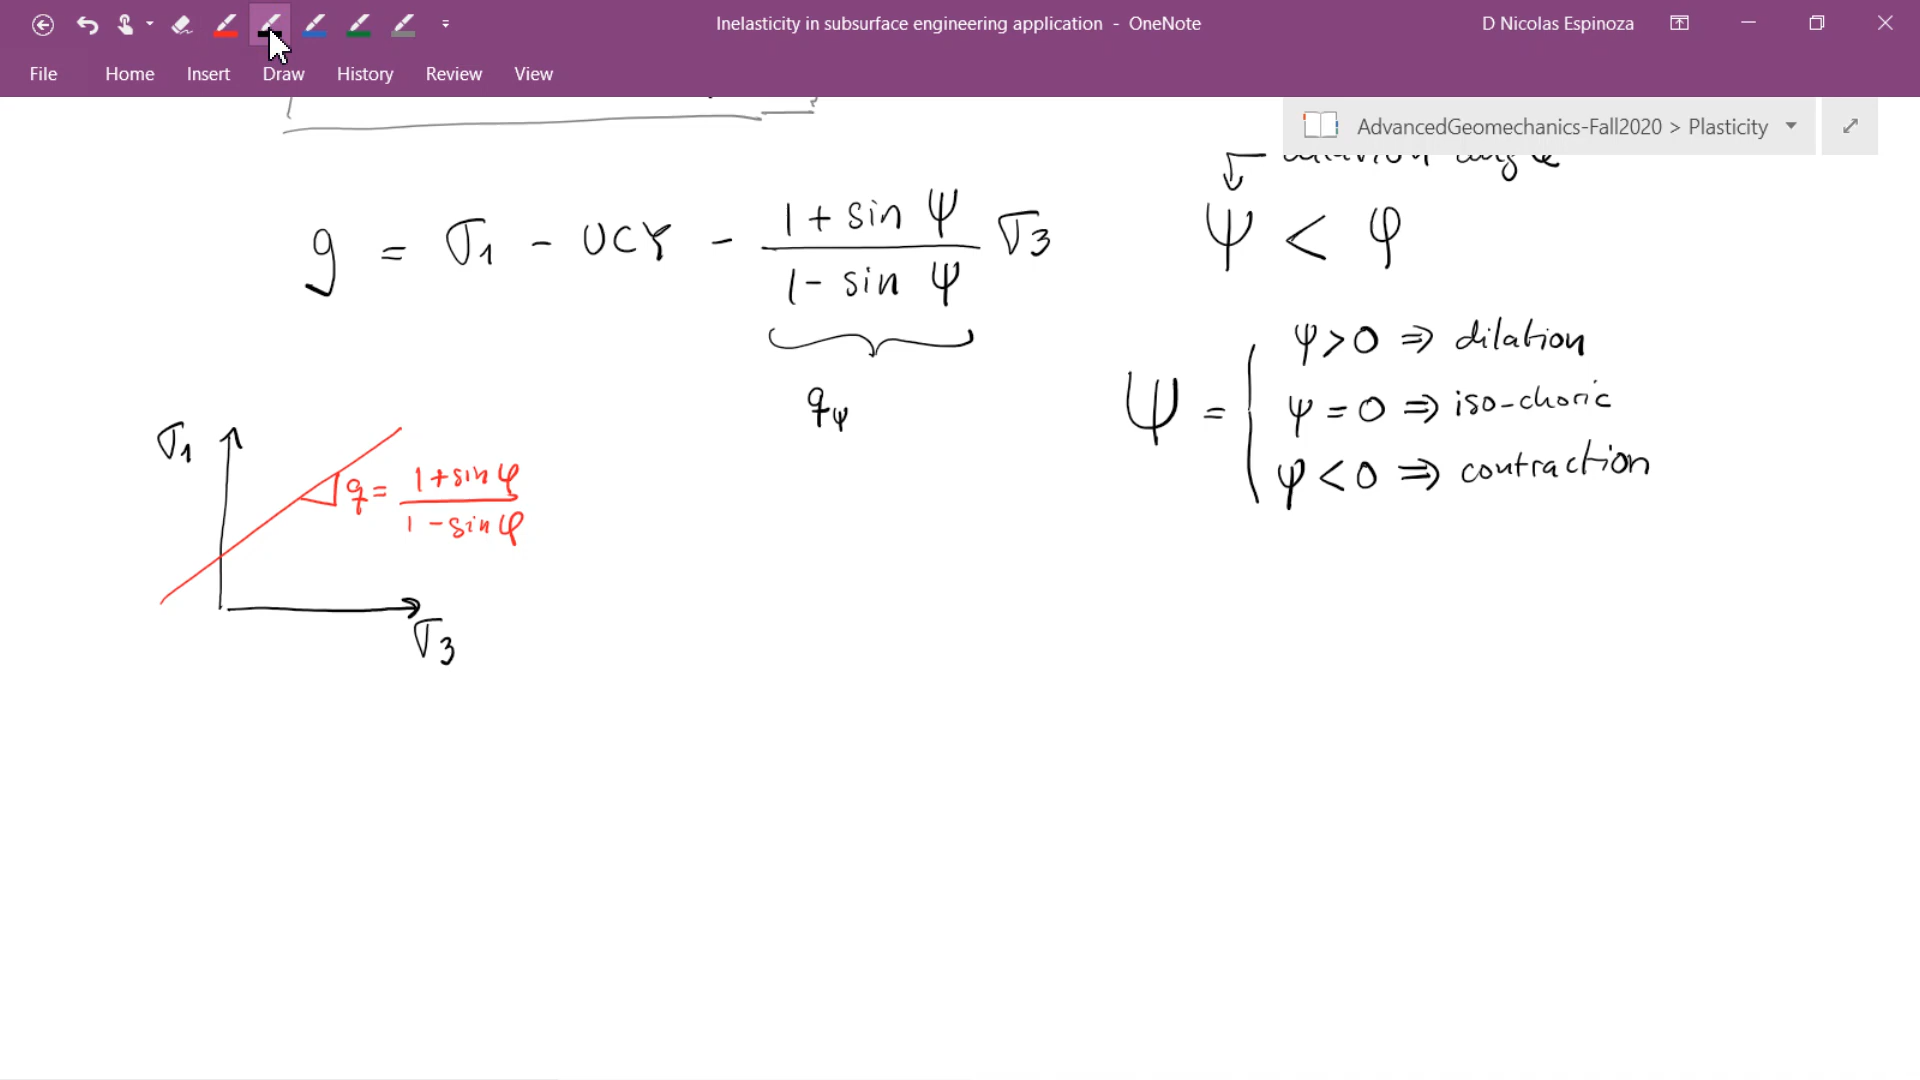 Inelasticity in subsurface engineering application - OneNote
D Nicolas Espinoza
File Home Insert Draw History Review View
AdvancedGeomechanics-Fall2020 > Plasticity
g = σ1 - UCY - (1 + sin ψ)/(1 - sin ψ) σ3
qψ
angle
ψ < φ
ψ = {
ψ > 0 ⇒ dilation
ψ = 0 ⇒ iso-choric
ψ < 0 ⇒ contraction
σ1
q = (1 + sin φ)/(1 - sin φ)
σ3